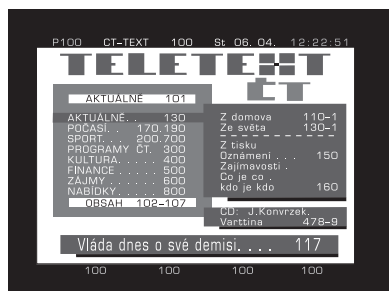 P100 CT-TEXT 100 St 06. 04. 12:22:51
TELETEXT
ČT
AKTUÁLNĚ 101
AKTUÁLNĚ. . 130
POČASÍ. . 170.190
SPORT. . . 200.700
PROGRAMY ČT. 300
KULTURA. . . . . 400
FINANCE . . . . . 500
ZÁJMY . . . . . . 600
NABÍDKY. . . . . 800
OBSAH 102-107
Z domova 110-1
Ze světa 130-1
Z tisku
Oznámeni . . . 150
Zajímavosti .
Co je co .
kdo je kdo 160
CD: J.Konvrzek.
Varttina 478-9
Vláda dnes o své demisi. . . . 117
100 100 100 100